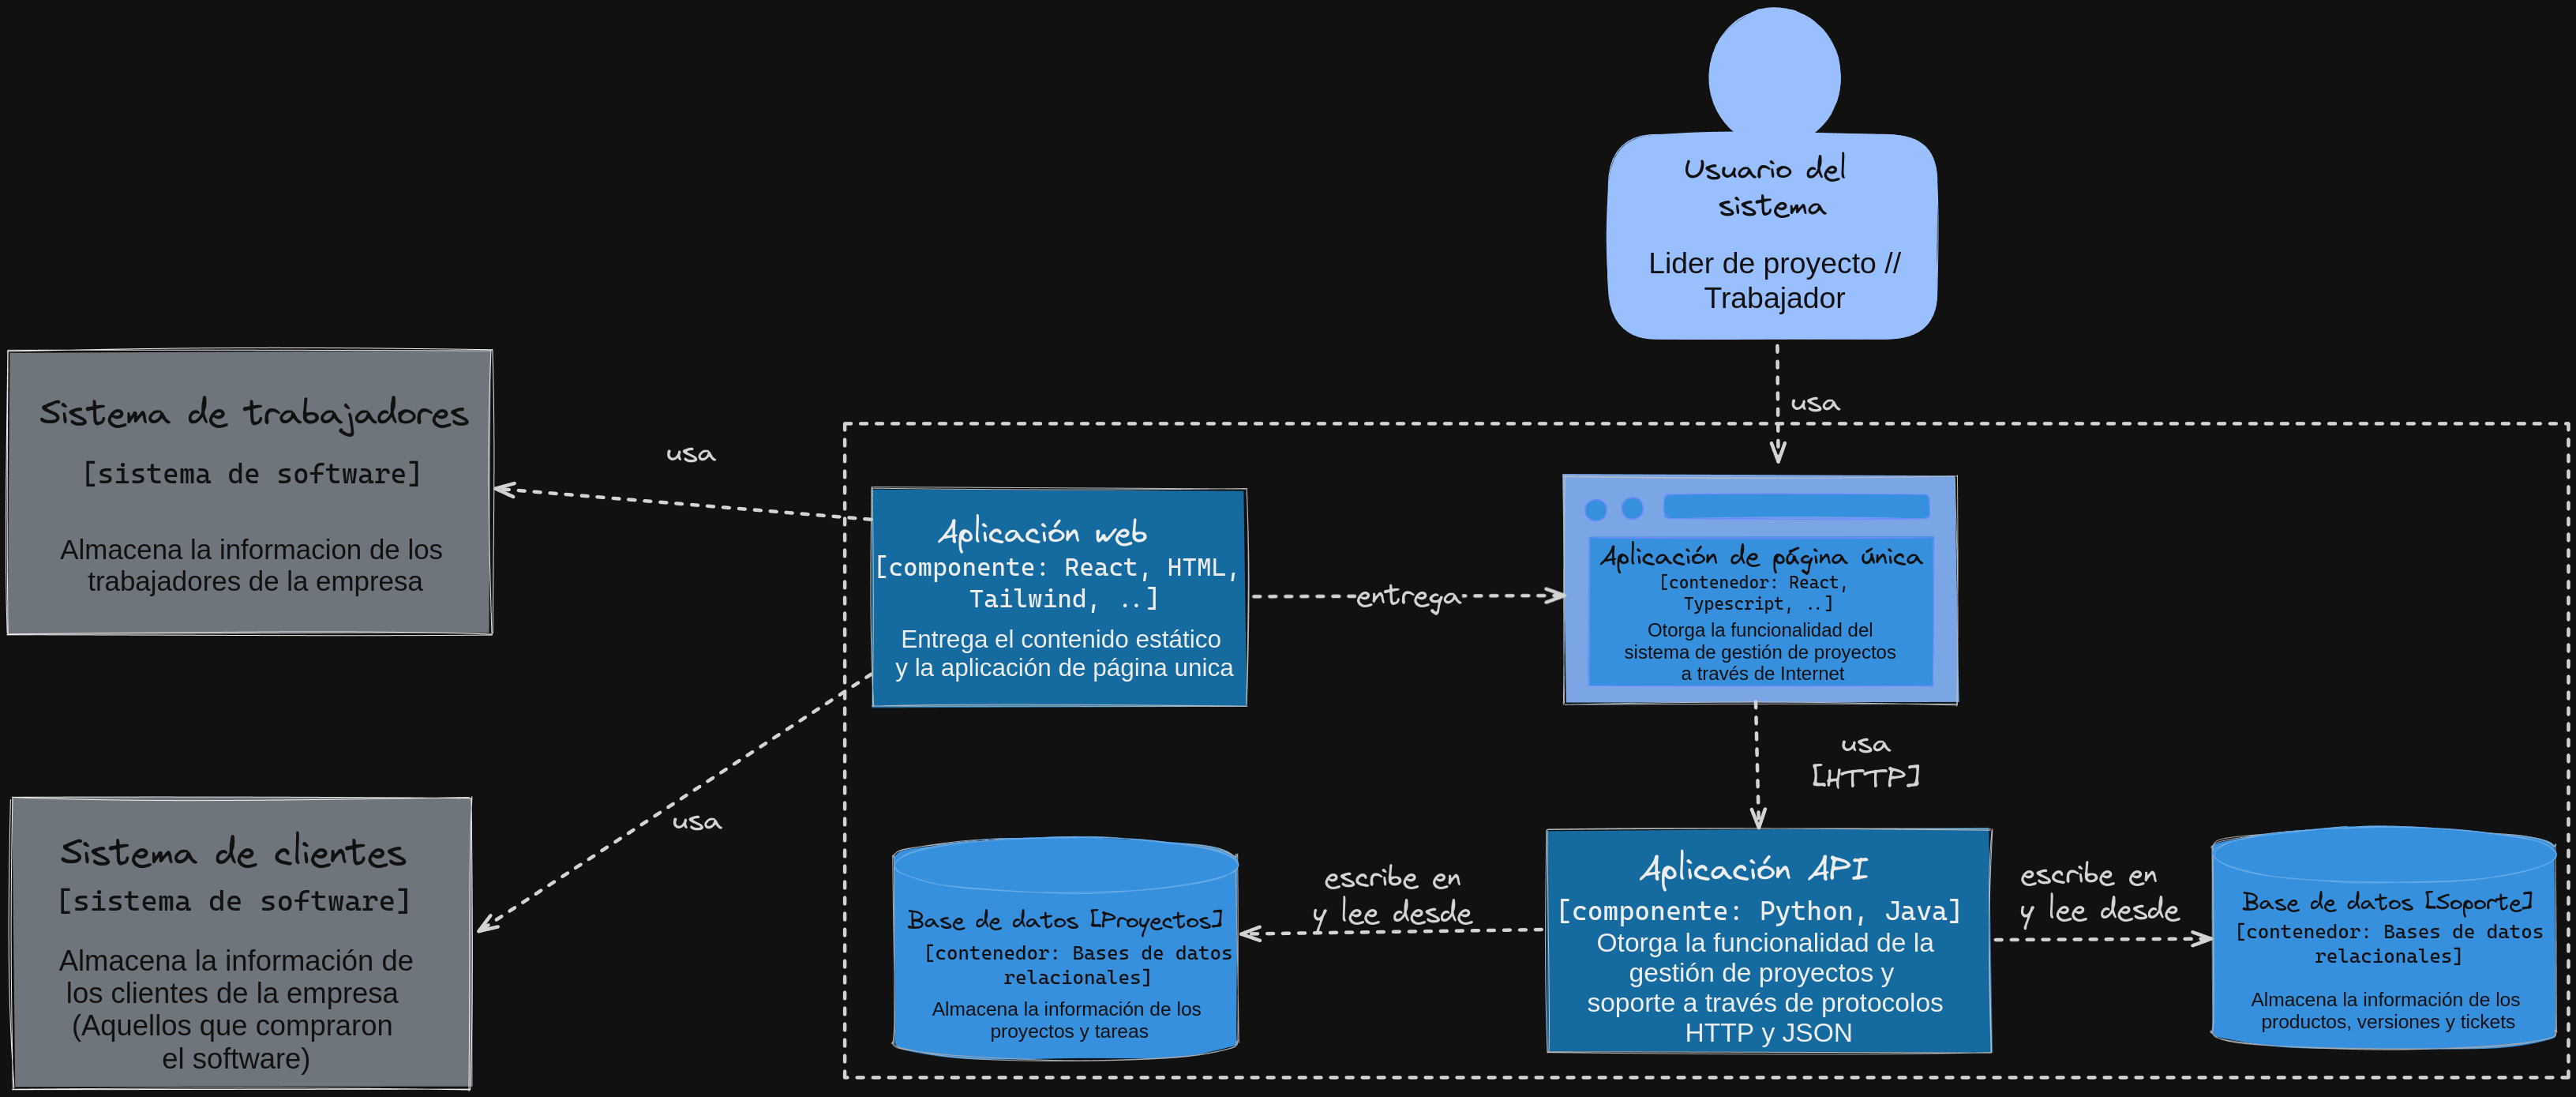 Usuario del
sistema
Lider de proyecto //
Trabajador
usa
Sistema de trabajadores
[sistema de software]
Almacena la informacion de los
trabajadores de la empresa
usa
Aplicación web
[componente: React, HTML,
Tailwind, ..]
Entrega el contenido estático
y la aplicación de página unica
entrega
Aplicación de página única
[contenedor: React,
Typescript, ..]
Otorga la funcionalidad del
sistema de gestión de proyectos
a través de Internet
usa
[HTTP]
usa
Sistema de clientes
[sistema de software]
Almacena la información de
los clientes de la empresa
(Aquellos que compraron
el software)
Base de datos [Proyectos]
[contenedor: Bases de datos
relacionales]
Almacena la información de los
proyectos y tareas
escribe en
y lee desde
Aplicación API
[componente: Python, Java]
Otorga la funcionalidad de la
gestión de proyectos y
soporte a través de protocolos
HTTP y JSON
escribe en
y lee desde
Base de datos [Soporte]
[contenedor: Bases de datos
relacionales]
Almacena la información de los
productos, versiones y tickets